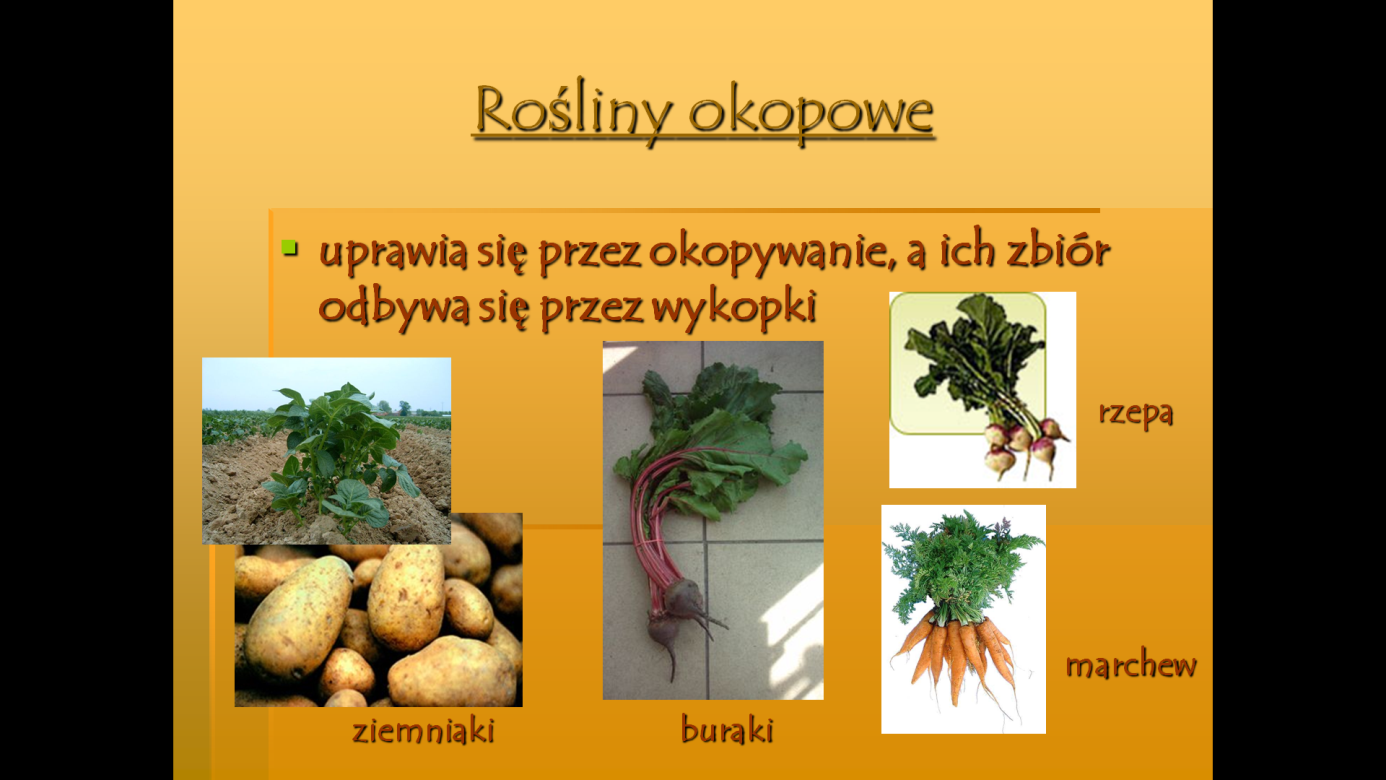 Rośliny okopowe
uprawia się przez okopywanie, a ich zbiór
odbywa się przez wykopki
rzepa
marchew
ziemniaki
buraki